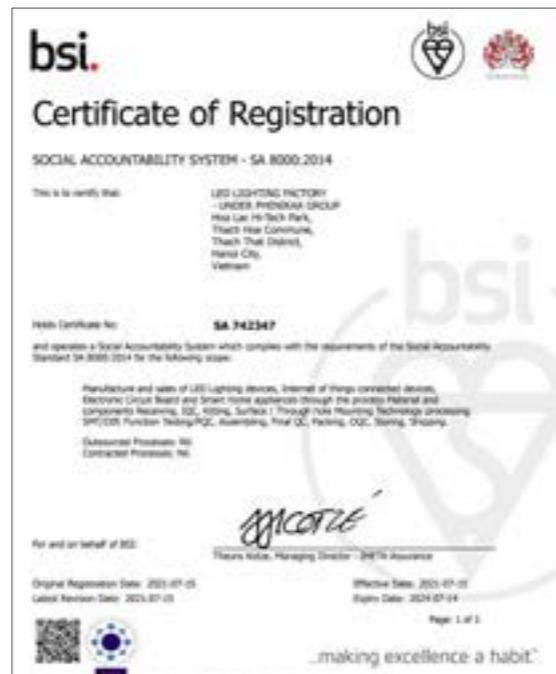 bsi.
bsi
Certificate of Registration
SOCIAL ACCOUNTABILITY SYSTEM - SA 8000:2014
This is to certify that:
LED LIGHTING FACTORY
- UNDER PHENIKAA GROUP
Hoa Lac Hi-Tech Park,
Thach Hoa Commune,
Thach That District,
Hanoi City,
Vietnam
bsi
Holds Certificate No:
SA 742347
and operates a Social Accountability System which complies with the requirements of the Social Accountability
Standard SA 8000:2014 for the following scope:
Manufacture and sales of LED Lighting devices, Internet of things connected devices,
Electronic Circuit Board and Smart home appliances through the process Material and
components Receiving, IQC, Kitting, Surface / Through hole Mounting Technology processing
SMT/DIP, Function Testing/PQC, Assembling, Final QC, Packing, OQC, Storing, Shipping.
Outsourced Processes: Nil
Contracted Processes: Nil
For and on behalf of BSI:
Theuns Kotze, Managing Director - IMETA Assurance
Original Registration Date: 2021-07-15
Effective Date: 2021-07-15
Latest Revision Date: 2021-07-15
Expiry Date: 2024-07-14
Page: 1 of 1
...making excellence a habit.™